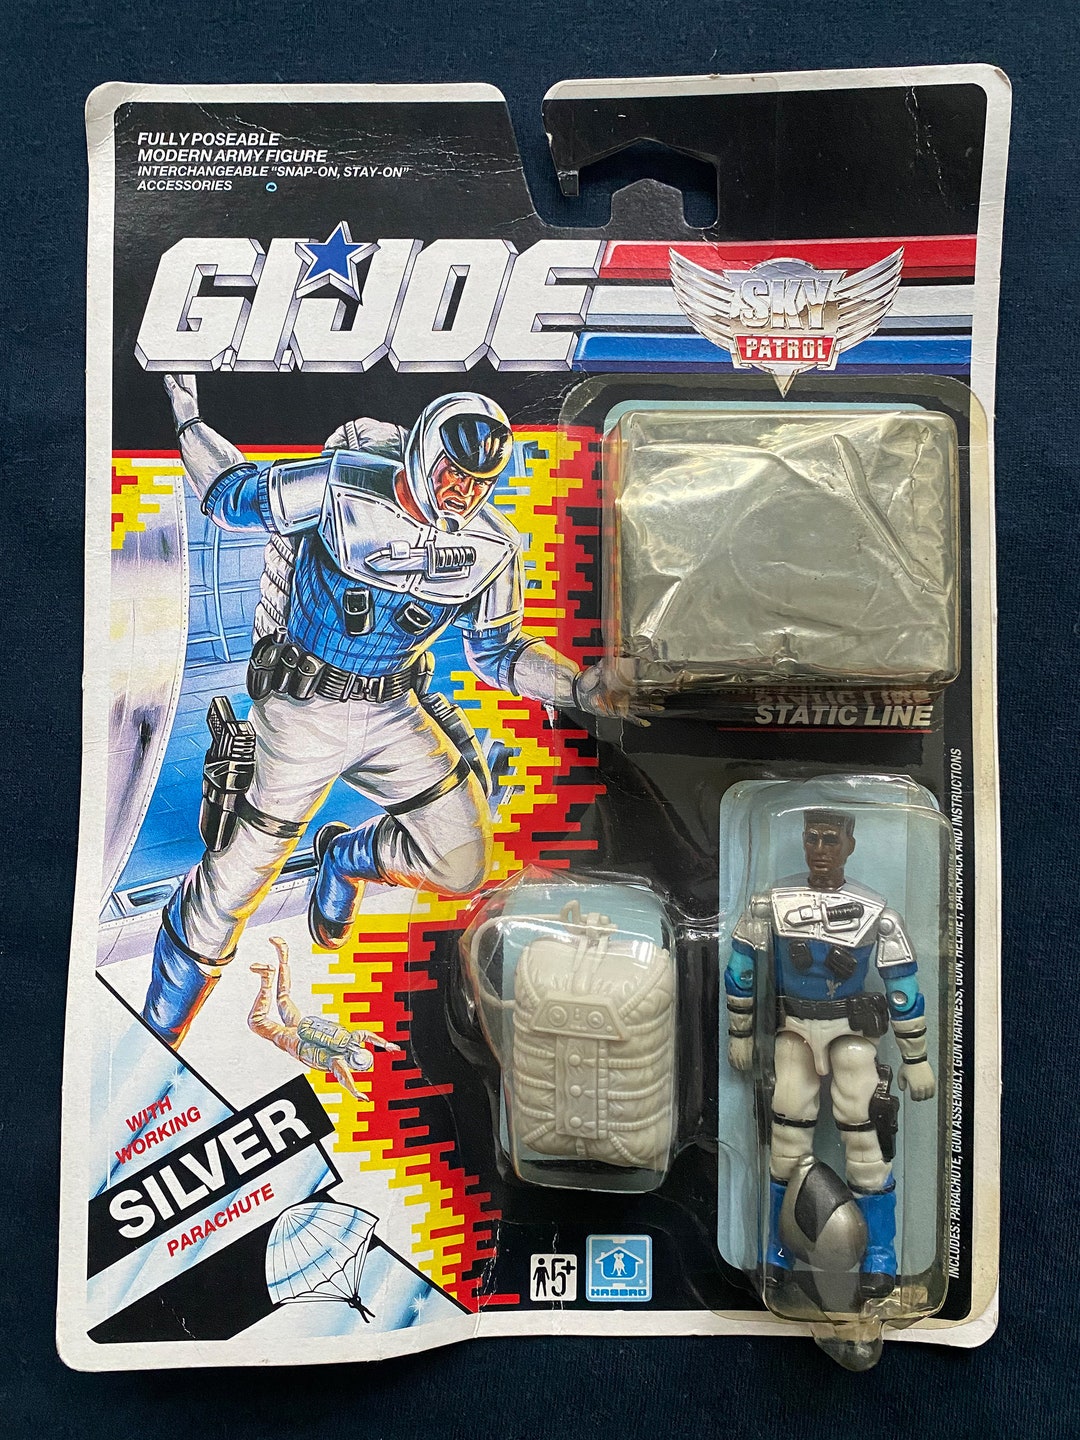 FULLY POSEABLE
MODERN ARMY FIGURE
INTERCHANGEABLE "SNAP-ON, STAY-ON"
ACCESSORIES
G.I.JOE
SKY
PATROL
STATIC LINE
WITH
WORKING
SILVER
PARACHUTE
5+
HASBRO
INCLUDES: PARACHUTE, GUN ASSEMBLY, GUN HARNESS, GUN, HELMET, BACKPACK AND INSTRUCTIONS